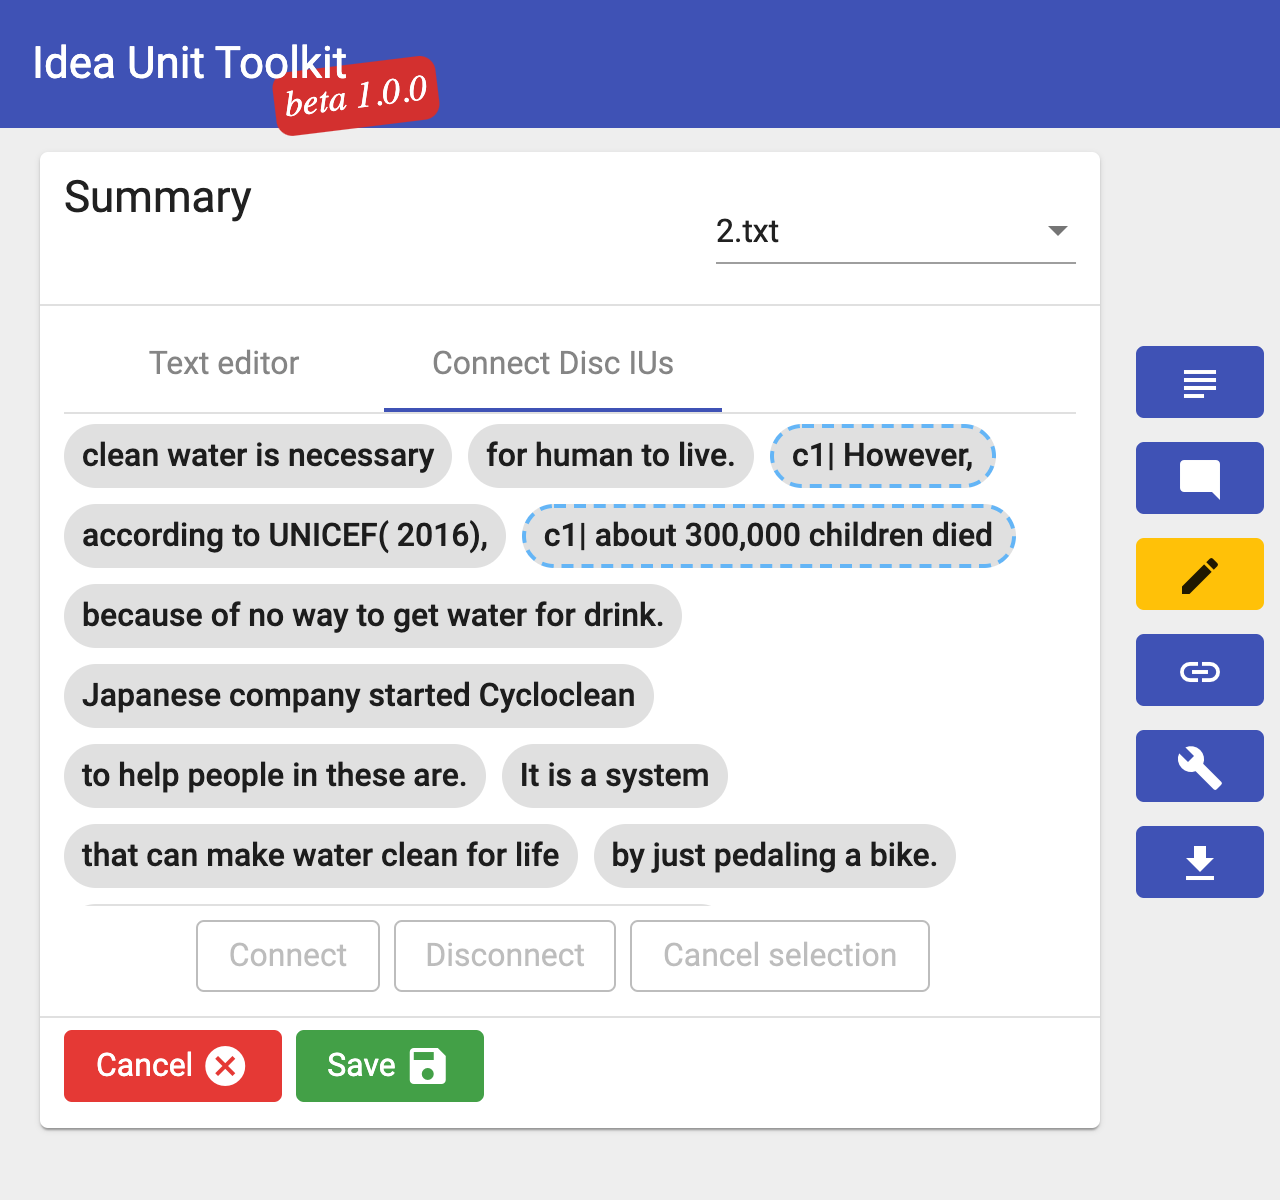 Idea Unit Toolkit
beta 1.0.0
Summary
2.txt
Text editor Connect Disc IUs
clean water is necessary for human to live. c1| However,
according to UNICEF( 2016), c1| about 300,000 children died
because of no way to get water for drink.
Japanese company started Cycloclean
to help people in these are. It is a system
that can make water clean for life by just pedaling a bike.
Connect Disconnect Cancel selection
Cancel Save